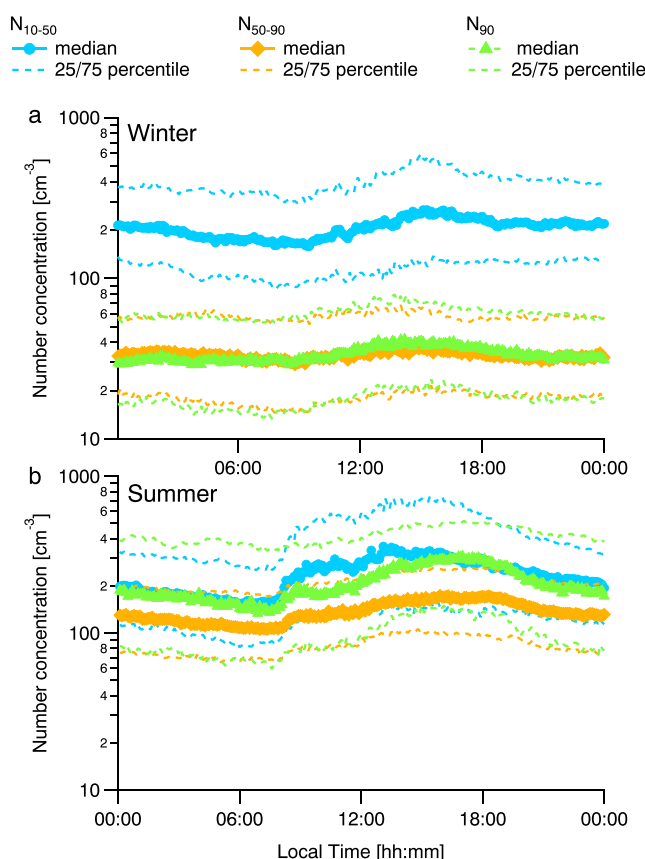 N10-50 N50-90 N90
median median median
25/75 percentile 25/75 percentile 25/75 percentile
a
Winter
Number concentration [cm-3]
1000
8
6
4
2
100
8
6
4
2
10
06:00 12:00 18:00 00:00
b
Summer
Number concentration [cm-3]
1000
8
6
4
2
100
8
6
4
2
10
00:00 06:00 12:00 18:00 00:00
Local Time [hh:mm]